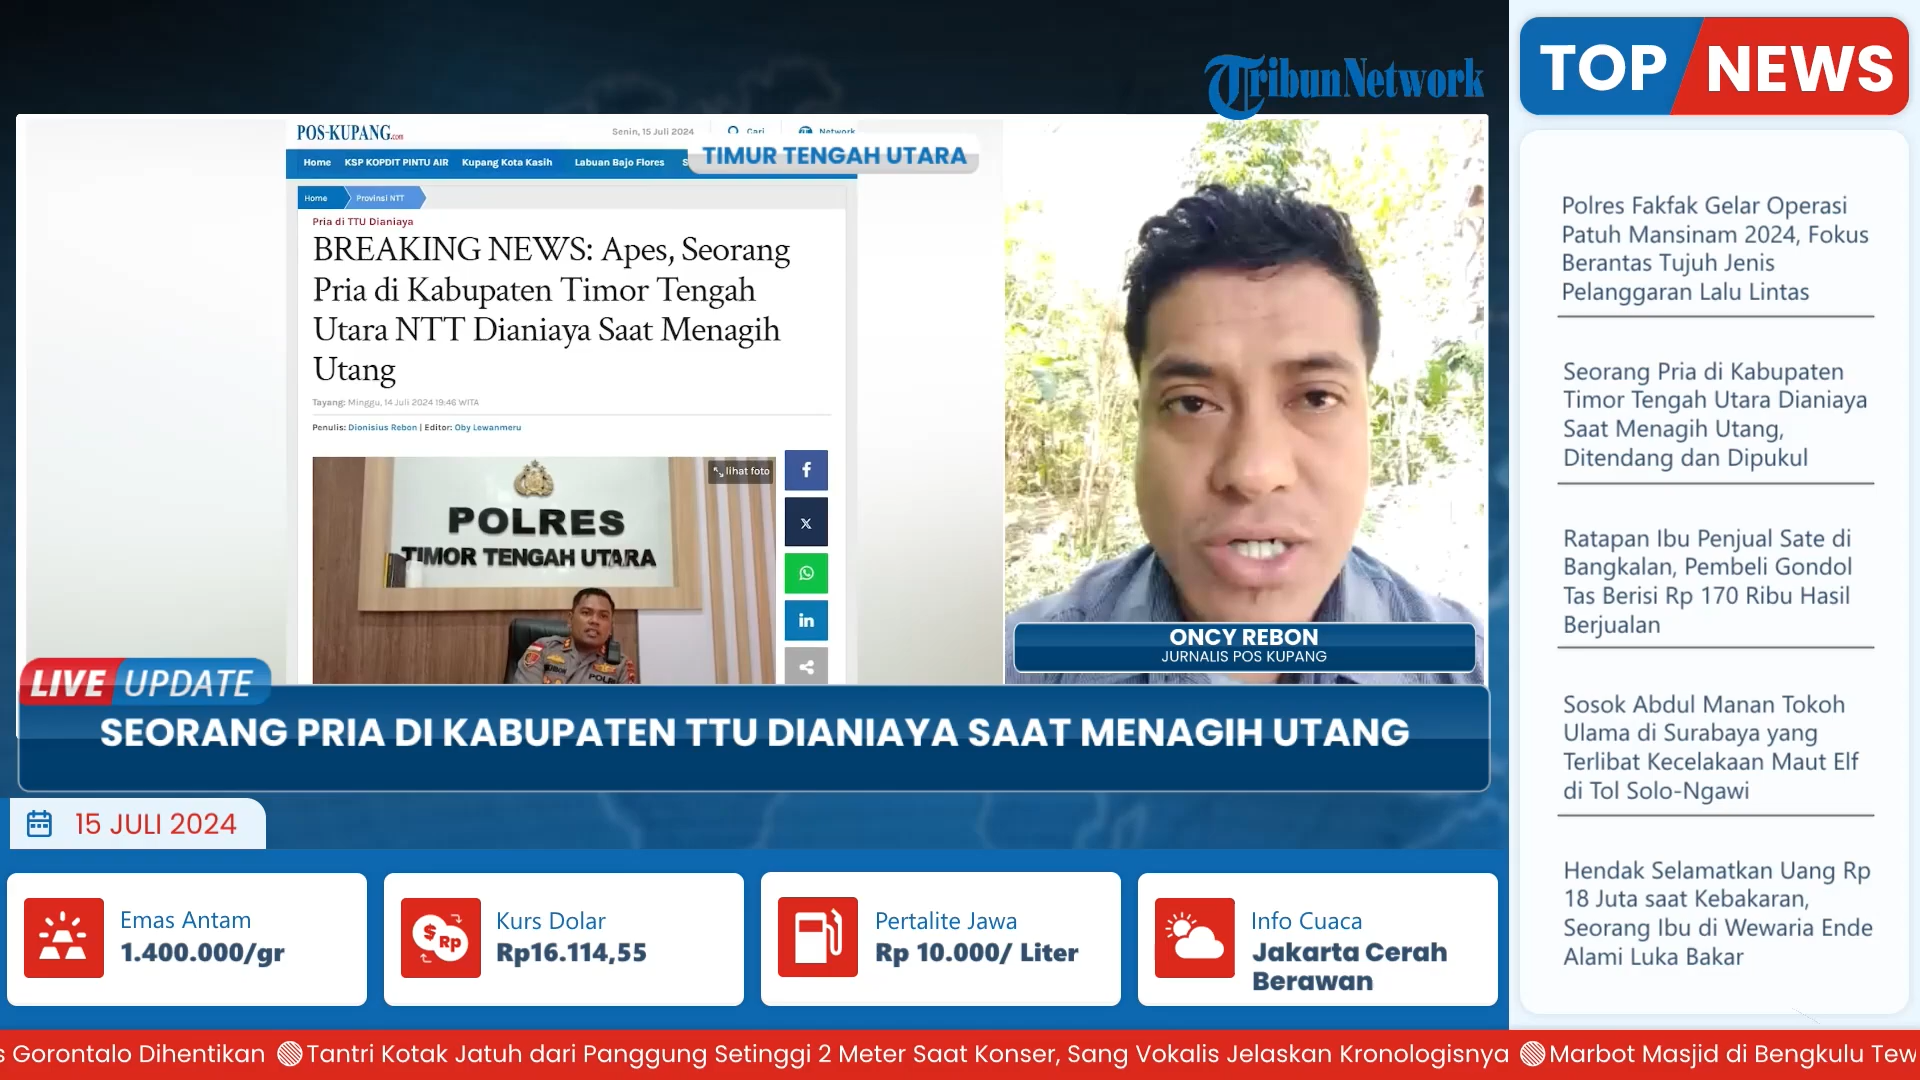 TribunNetwork
TOP NEWS
POS-KUPANG.com
Senin, 15 Juli 2024
Cari
Network
Home KSP KOPDIT PINTU AIR Kupang Kota Kasih Labuan Bajo Flores S
TIMUR TENGAH UTARA
Home Provinsi NTT
Pria di TTU Dianiaya
BREAKING NEWS: Apes, Seorang
Pria di Kabupaten Timor Tengah
Utara NTT Dianiaya Saat Menagih
Utang
Tayang: Minggu, 14 Juli 2024 19:46 WITA
Penulis: Dionisius Rebon | Editor: Oby Lewanmeru
lihat foto
POLRES
TIMOR TENGAH UTARA
ONCY REBON
JURNALIS POS KUPANG
LIVE UPDATE
SEORANG PRIA DI KABUPATEN TTU DIANIAYA SAAT MENAGIH UTANG
15 JULI 2024
Emas Antam
1.400.000/gr
Kurs Dolar
Rp16.114,55
Pertalite Jawa
Rp 10.000/ Liter
Info Cuaca
Jakarta Cerah
Berawan
Polres Fakfak Gelar Operasi
Patuh Mansinam 2024, Fokus
Berantas Tujuh Jenis
Pelanggaran Lalu Lintas
Seorang Pria di Kabupaten
Timor Tengah Utara Dianiaya
Saat Menagih Utang,
Ditendang dan Dipukul
Ratapan Ibu Penjual Sate di
Bangkalan, Pembeli Gondol
Tas Berisi Rp 170 Ribu Hasil
Berjualan
Sosok Abdul Manan Tokoh
Ulama di Surabaya yang
Terlibat Kecelakaan Maut Elf
di Tol Solo-Ngawi
Hendak Selamatkan Uang Rp
18 Juta saat Kebakaran,
Seorang Ibu di Wewaria Ende
Alami Luka Bakar
s Gorontalo Dihentikan Tantri Kotak Jatuh dari Panggung Setinggi 2 Meter Saat Konser, Sang Vokalis Jelaskan Kronologisnya Marbot Masjid di Bengkulu Tew